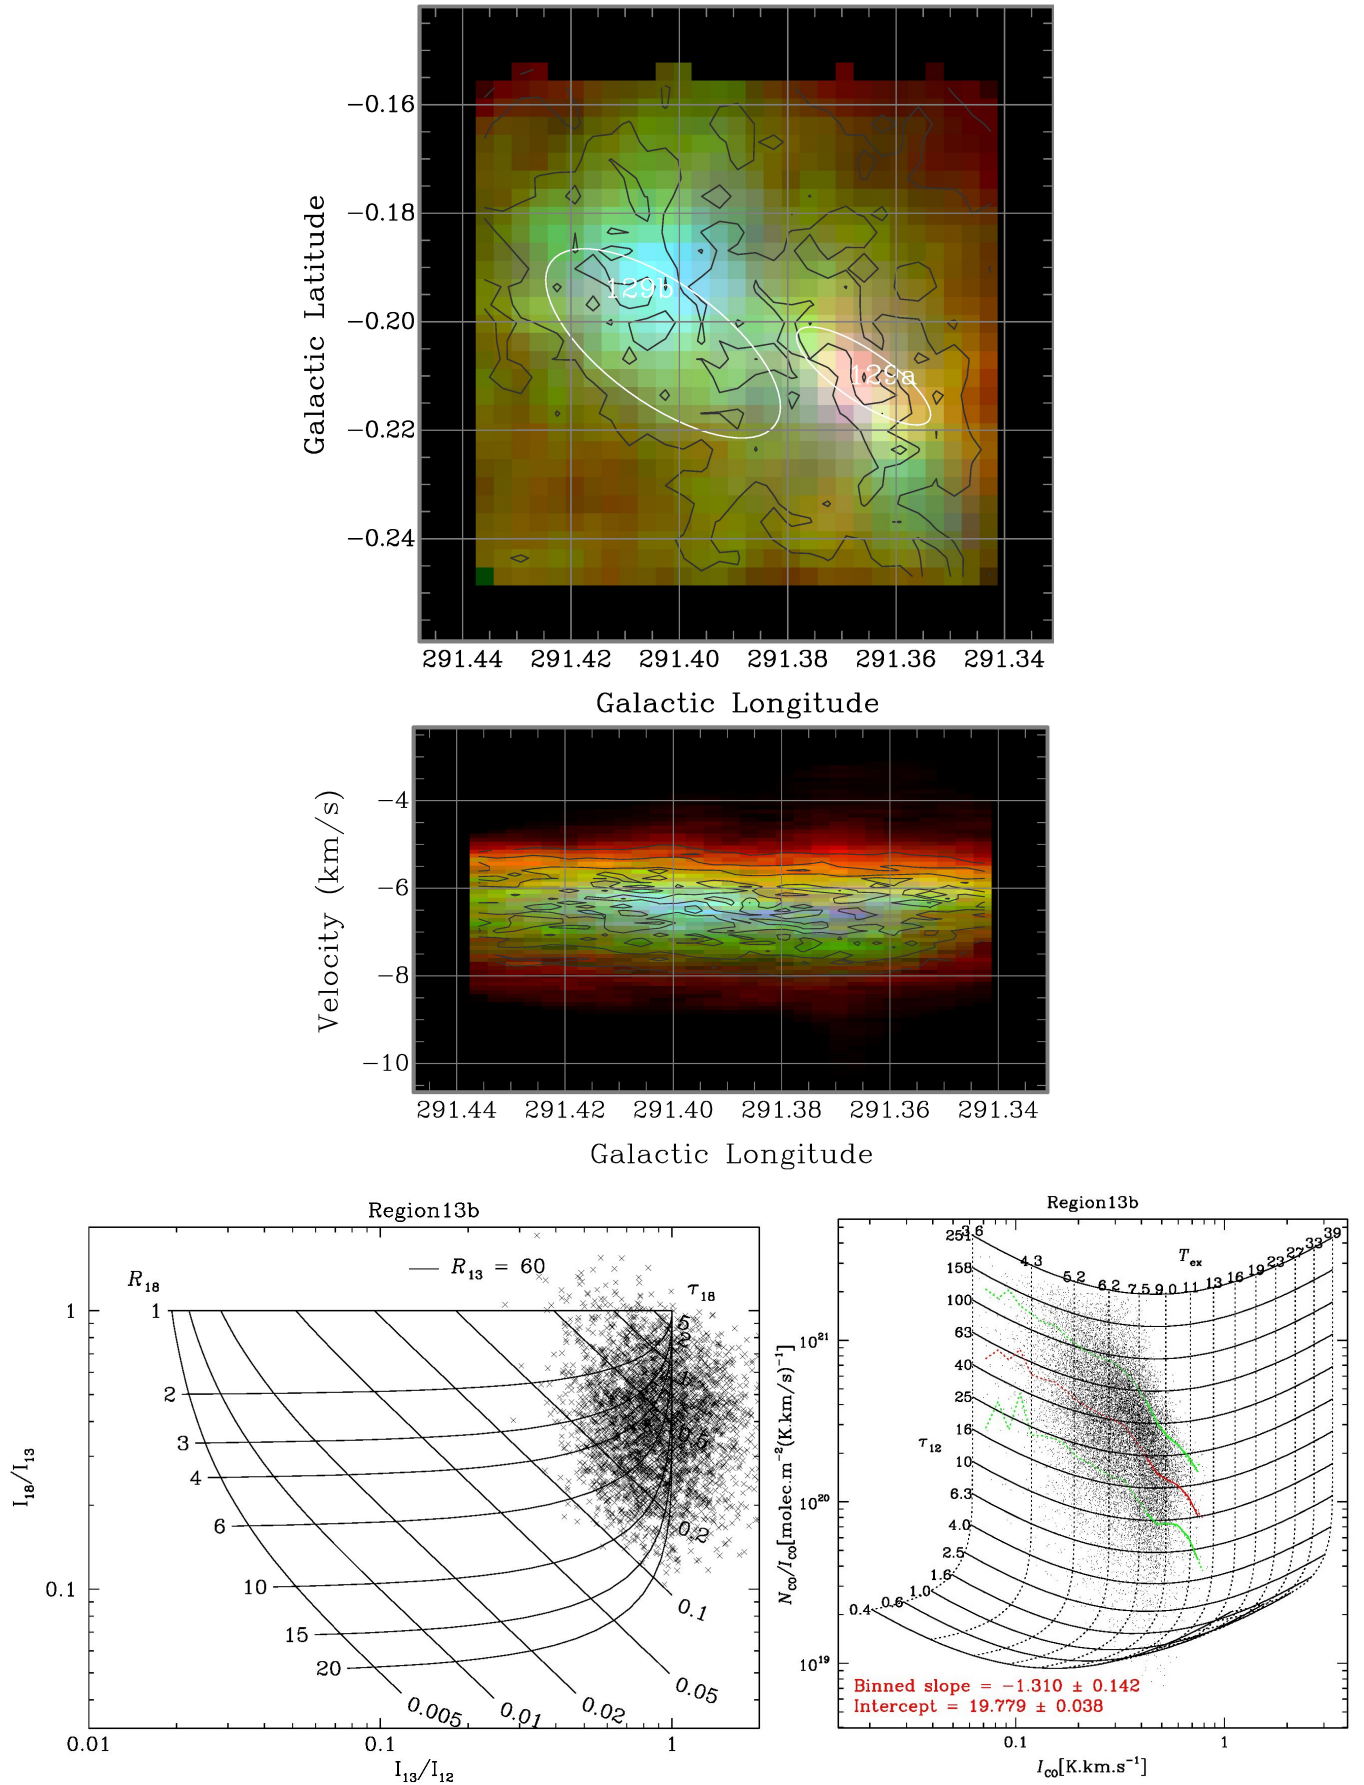 −0.16
−0.18
−0.20
−0.22
−0.24
Galactic Latitude
129b
129a
291.44 291.42 291.40 291.38 291.36 291.34
Galactic Longitude
−4
−6
−8
−10
Velocity (km/s)
291.44 291.42 291.40 291.38 291.36 291.34
Galactic Longitude
Region13b
R₁₃ = 60
R₁₈
τ₁₈
1
2
3
4
6
10
15
20
5
2
1
0.5
0.2
0.1
0.05
0.02
0.01
0.005
1
0.1
I₁₈/I₁₃
0.01 0.1 1
I₁₃/I₁₂
Region13b
T_ex
3.6 4.3 5.2 6.2 7.5 9.0 11 13 16 19 23 27 33 39
251
158
100
63
40
25
16
10
6.3
4.0
2.5
1.6
1.0
0.6
0.4
τ₁₂
10²¹
10²⁰
10¹⁹
N_CO/I_CO[molec.m⁻²(K.km/s)⁻¹]
Binned slope = −1.310 ± 0.142
Intercept = 19.779 ± 0.038
0.1 1
I_CO[K.km.s⁻¹]